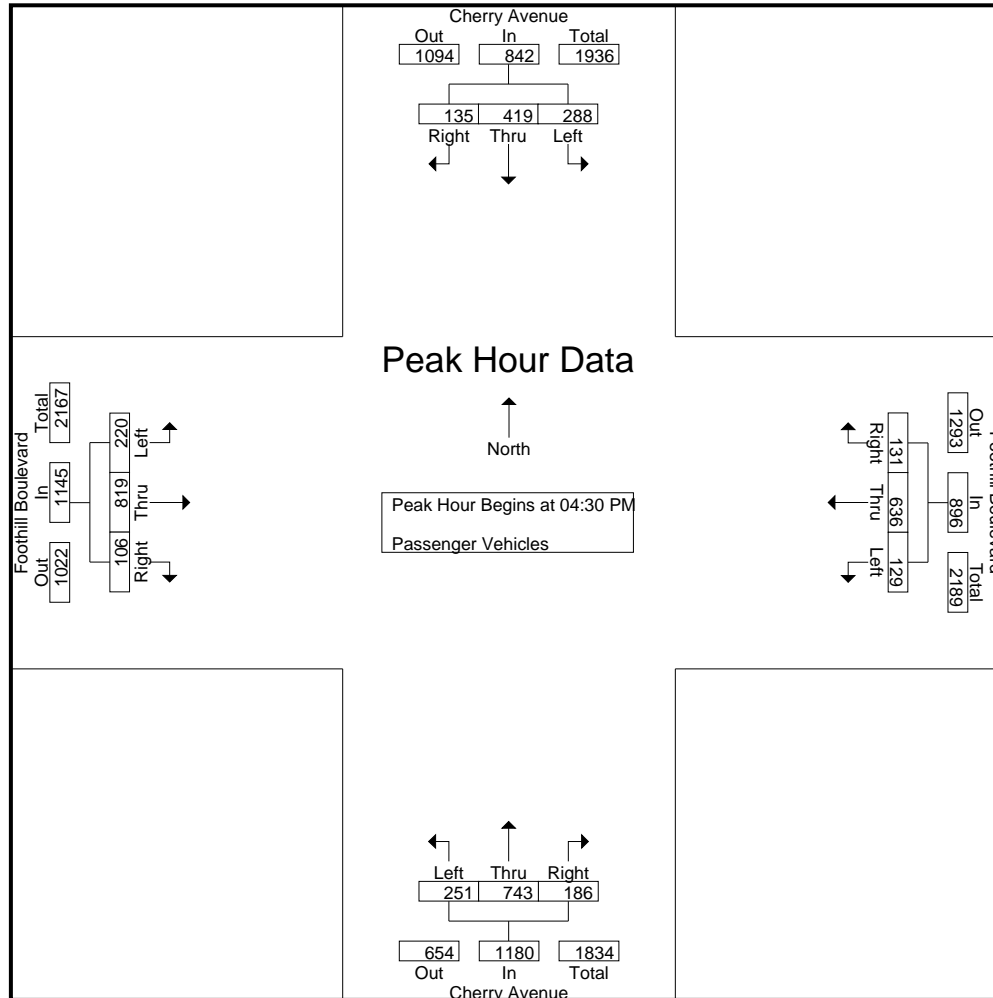 Cherry Avenue
Out In Total
1094 842 1936
135 419 288
Right Thru Left
Peak Hour Data
North
Peak Hour Begins at 04:30 PM
Passenger Vehicles
Foothill Boulevard
Out In Total
1022 1145 2167
106 819 220
Right Thru Left
Out In Total
1293 896 2189
131 636 129
Right Thru Left
Left Thru Right
251 743 186
654 1180 1834
Out In Total
Cherry Avenue